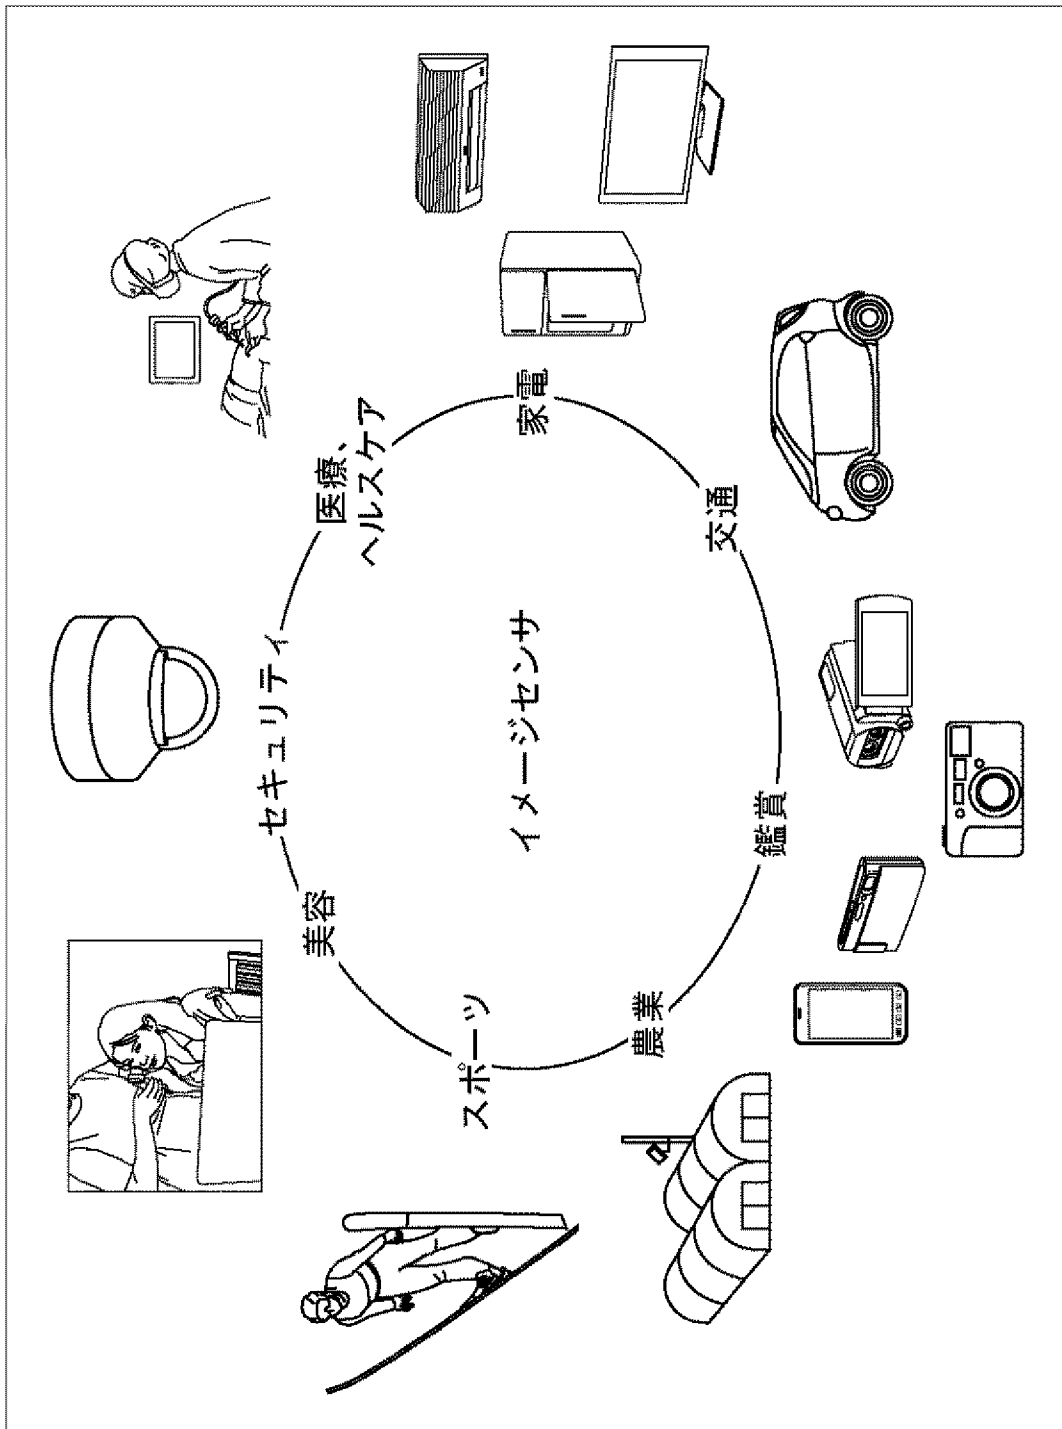 セキュリティ
医療、
ヘルスケア
家電
交通
鑑賞
農業
スポーツ
美容
イメージセンサ